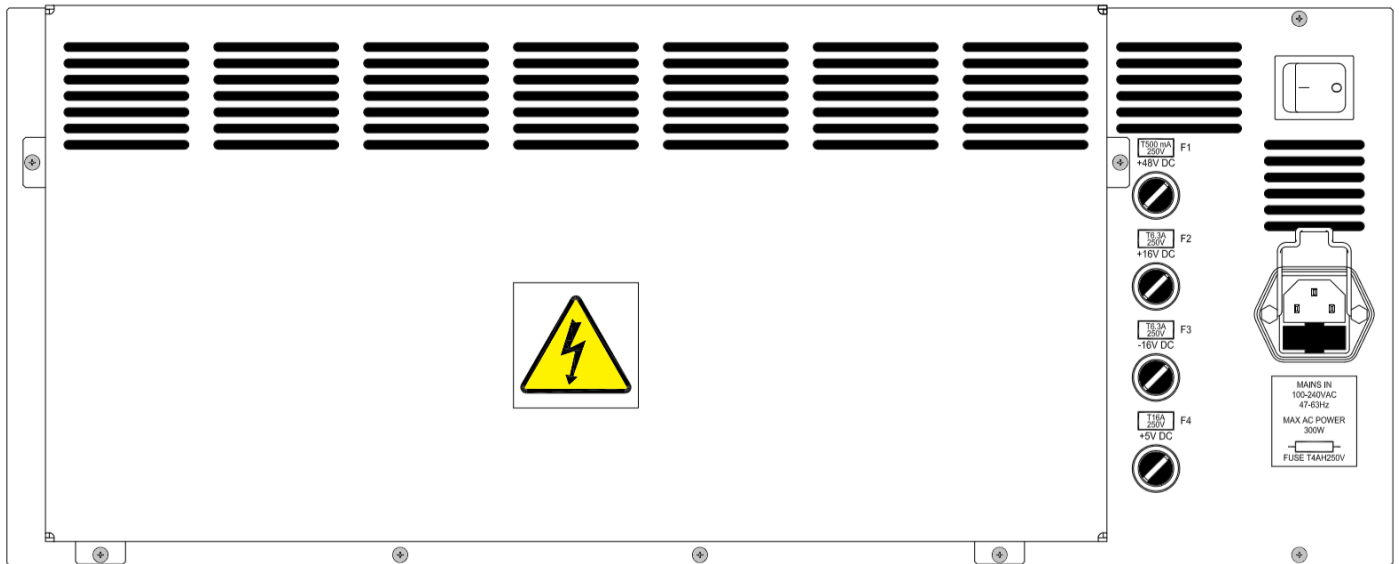 T500 mA
250V
F1
+48V DC
T6.3A
250V
F2
+16V DC
T6.3A
250V
F3
-16V DC
T16A
250V
F4
+5V DC
MAINS IN
100-240VAC
47-63Hz
MAX AC POWER
300W
FUSE T4AH250V